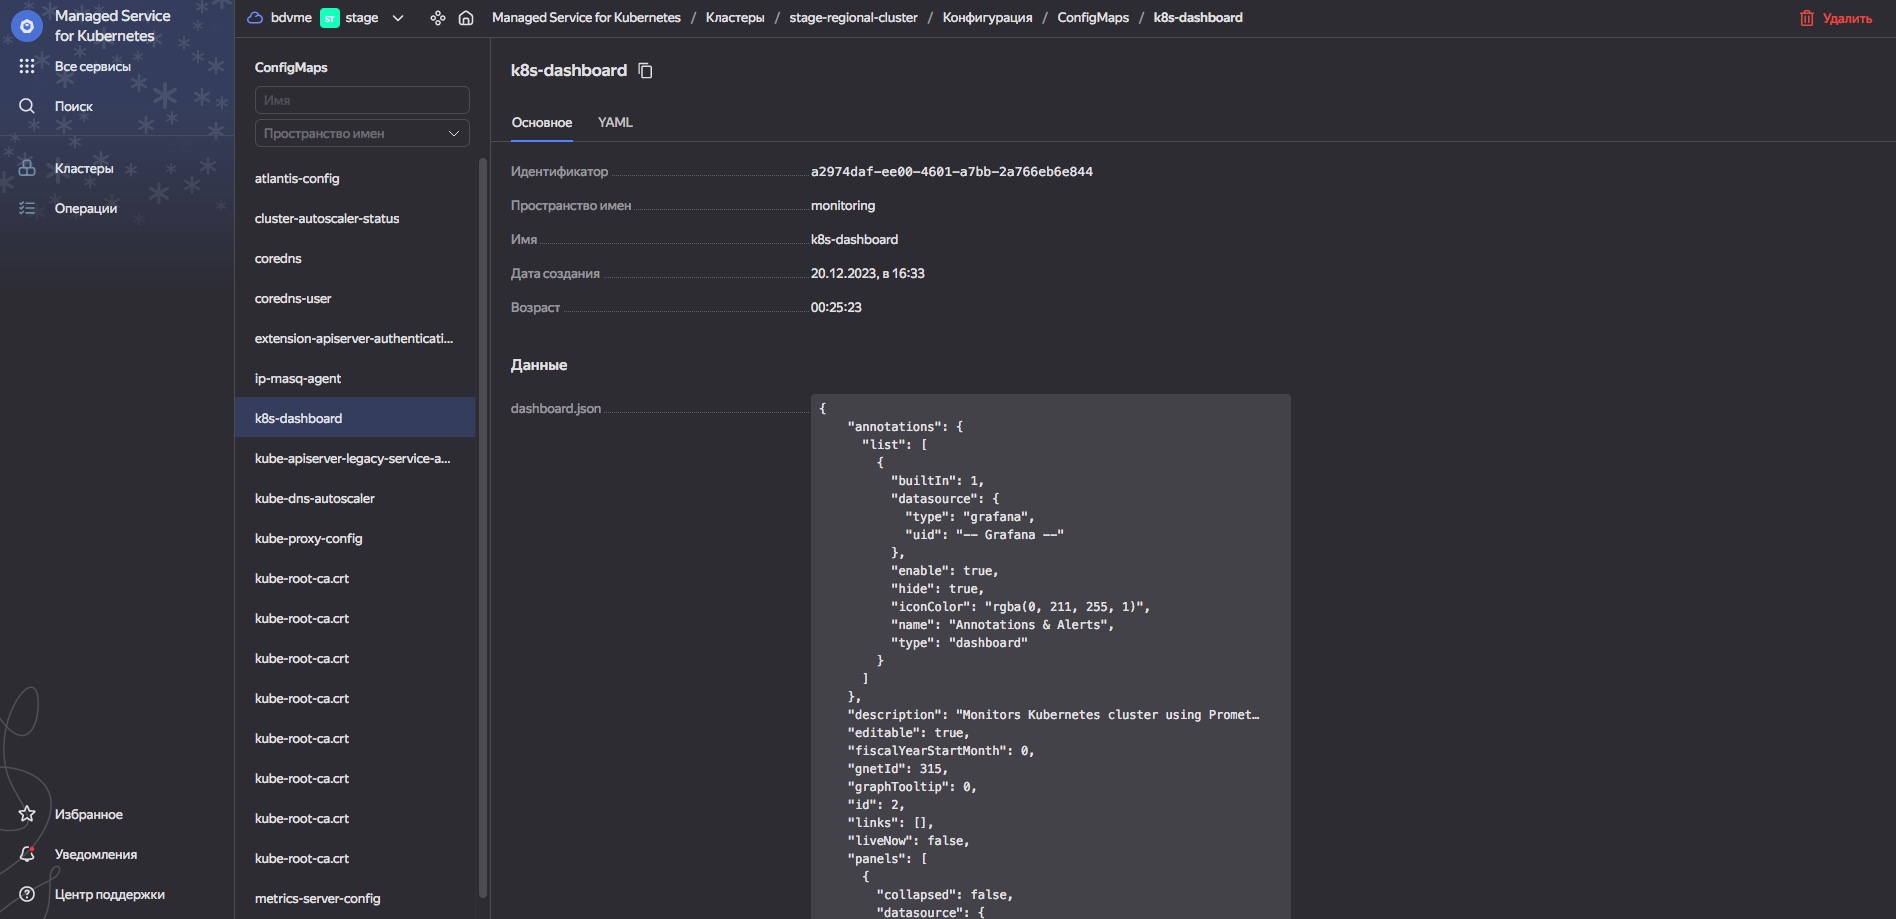 Managed Service
for Kubernetes
Все сервисы
Поиск
Кластеры
Операции
Избранное
Уведомления
Центр поддержки
bdvme ST stage
Managed Service for Kubernetes / Кластеры / stage-regional-cluster / Конфигурация / ConfigMaps / k8s-dashboard
Удалить
ConfigMaps
Имя
Пространство имен
atlantis-config
cluster-autoscaler-status
coredns
coredns-user
extension-apiserver-authenticati...
ip-masq-agent
k8s-dashboard
kube-apiserver-legacy-service-a...
kube-dns-autoscaler
kube-proxy-config
kube-root-ca.crt
kube-root-ca.crt
kube-root-ca.crt
kube-root-ca.crt
kube-root-ca.crt
kube-root-ca.crt
kube-root-ca.crt
kube-root-ca.crt
metrics-server-config
k8s-dashboard
Основное YAML
Идентификатор a2974daf-ee00-4601-a7bb-2a766eb6e844
Пространство имен monitoring
Имя k8s-dashboard
Дата создания 20.12.2023, в 16:33
Возраст 00:25:23
Данные
dashboard.json
{
"annotations": {
"list": [
{
"builtIn": 1,
"datasource": {
"type": "grafana",
"uid": "-- Grafana --"
},
"enable": true,
"hide": true,
"iconColor": "rgba(0, 211, 255, 1)",
"name": "Annotations & Alerts",
"type": "dashboard"
}
]
},
"description": "Monitors Kubernetes cluster using Promet…
"editable": true,
"fiscalYearStartMonth": 0,
"gnetId": 315,
"graphTooltip": 0,
"id": 2,
"links": [],
"liveNow": false,
"panels": [
{
"collapsed": false,
"datasource": {